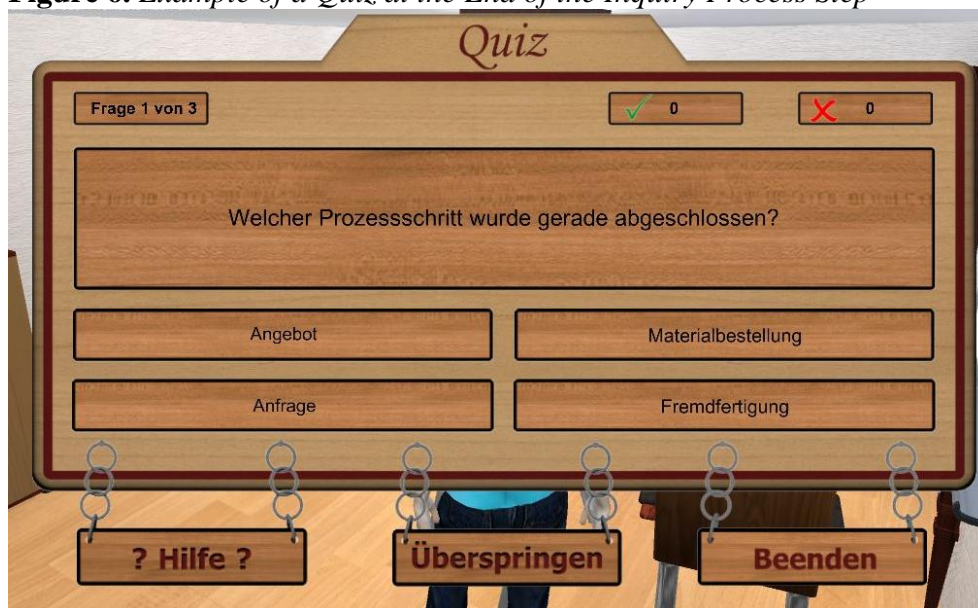 Figure 6. Example of a Quiz at the End of the Inquiry Process Step
Quiz
Frage 1 von 3
0
0
Welcher Prozessschritt wurde gerade abgeschlossen?
Angebot
Materialbestellung
Anfrage
Fremdfertigung
? Hilfe ?
Überspringen
Beenden